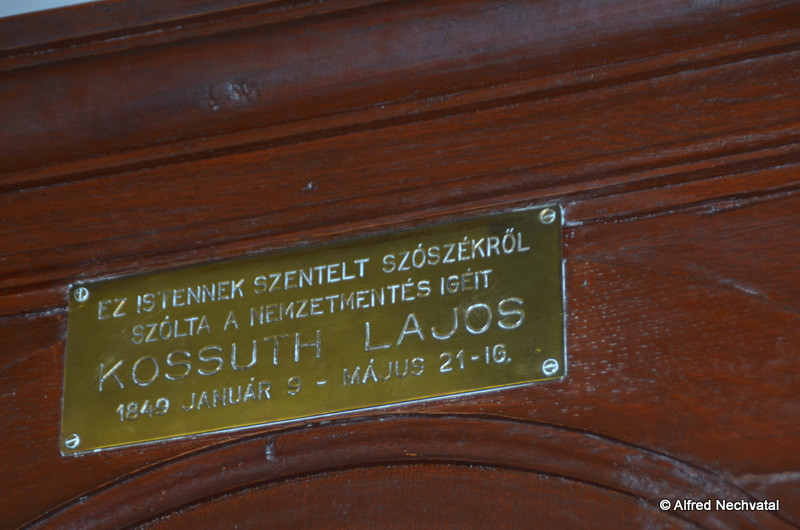 EZ ISTENNEK SZENTELT SZÓSZÉKRŐL
SZÓLTA A NEMZETMENTÉS IGÉIT
KOSSUTH LAJOS
1849 JANUÁR 9 - MÁJUS 21-IG.
© Alfred Nechvatal